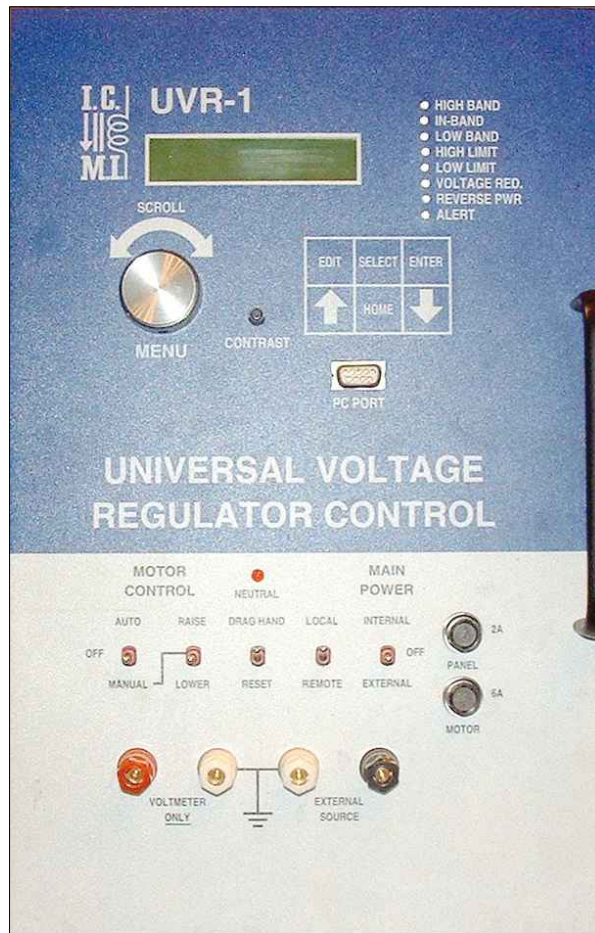 I.C.
M.I.
UVR-1
HIGH BAND
IN-BAND
LOW BAND
HIGH LIMIT
LOW LIMIT
VOLTAGE RED.
REVERSE PWR
ALERT
SCROLL
MENU
CONTRAST
EDIT SELECT ENTER
HOME
PC PORT
UNIVERSAL VOLTAGE
REGULATOR CONTROL
MOTOR
CONTROL
NEUTRAL
MAIN
POWER
AUTO RAISE DRAG HAND LOCAL INTERNAL
OFF OFF
MANUAL LOWER RESET REMOTE EXTERNAL
2A
PANEL
6A
MOTOR
VOLTMETER
ONLY
EXTERNAL
SOURCE